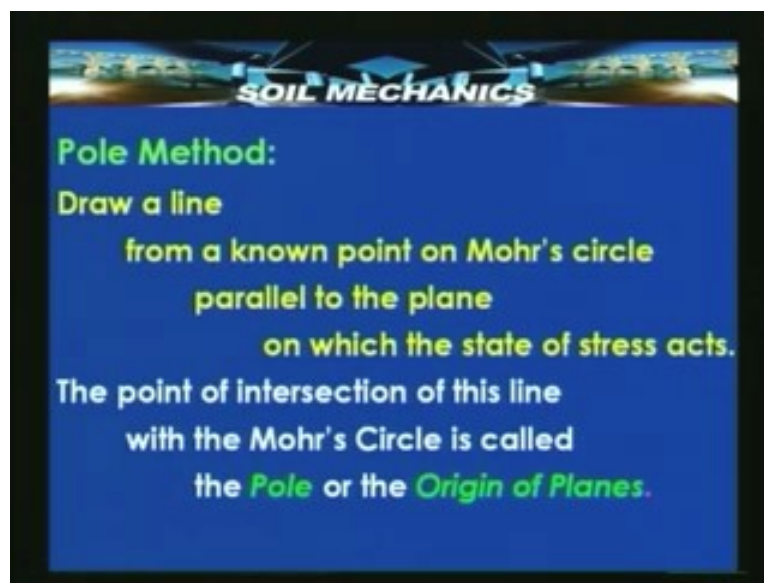 SOIL MECHANICS
Pole Method:
Draw a line
from a known point on Mohr's circle
parallel to the plane
on which the state of stress acts.
The point of intersection of this line
with the Mohr's Circle is called
the Pole or the Origin of Planes.